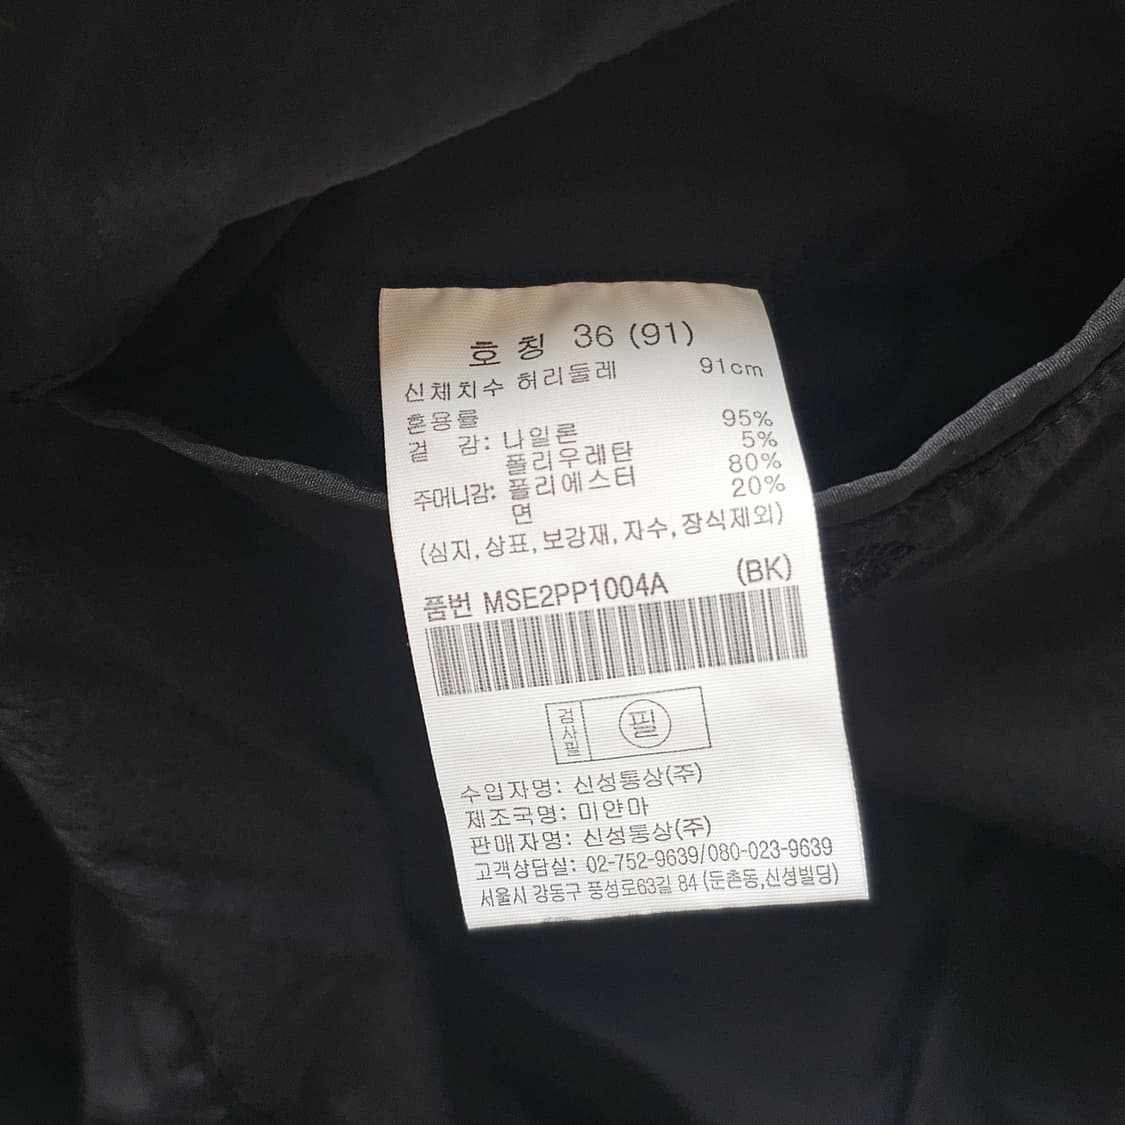 호칭 36 (91)
신체치수 허리둘레 91cm
혼용률
겉 감: 나일론 95%
폴리우레탄 5%
주머니감: 폴리에스터 80%
면 20%
(심지,상표,보강재,자수,장식제외)
품번 MSE2PP1004A (BK)
검사필 필
수입자명: 신성통상(주)
제조국명: 미얀마
판매자명: 신성통상(주)
고객상담실: 02-752-9639/080-023-9639
서울시 강동구 풍성로63길 84 (둔촌동,신성빌딩)